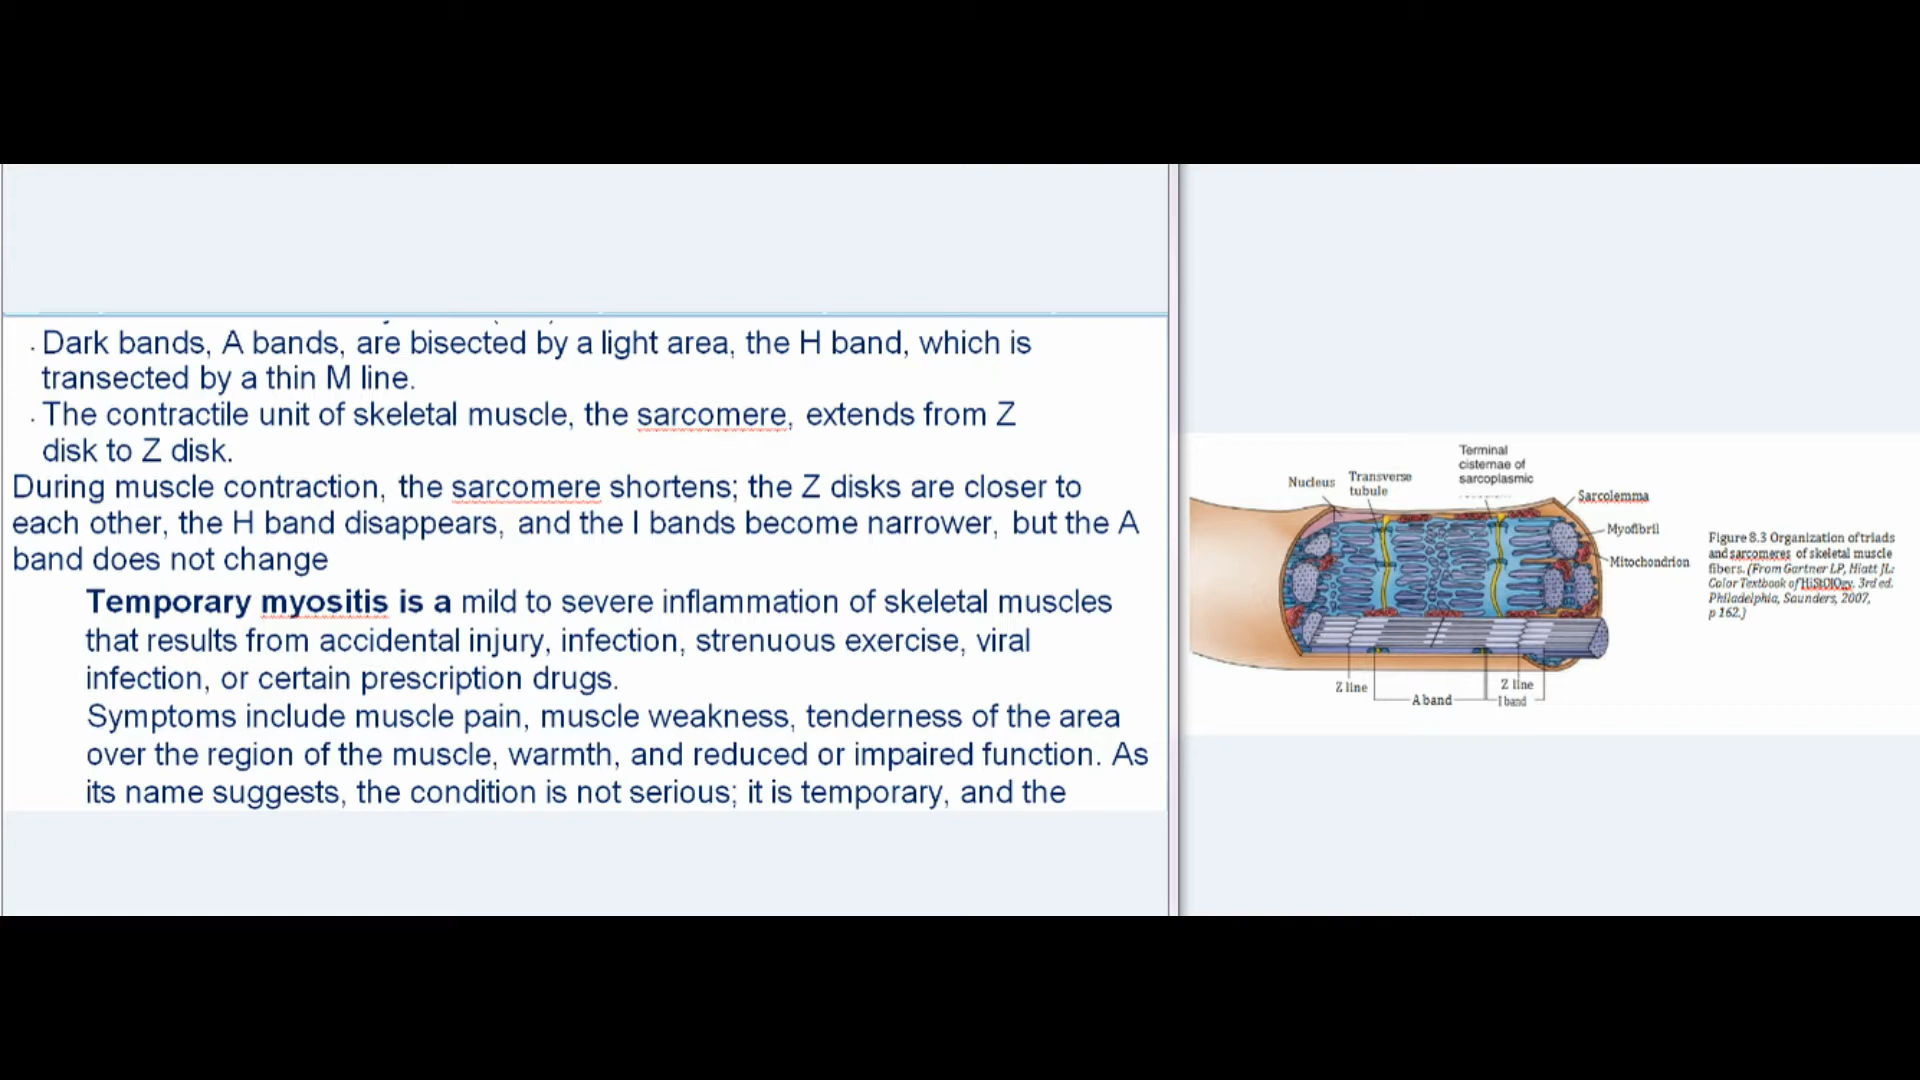 · Dark bands, A bands, are bisected by a light area, the H band, which is
transected by a thin M line.
· The contractile unit of skeletal muscle, the sarcomere, extends from Z
disk to Z disk.
During muscle contraction, the sarcomere shortens; the Z disks are closer to
each other, the H band disappears, and the I bands become narrower, but the A
band does not change
Temporary myositis is a mild to severe inflammation of skeletal muscles
that results from accidental injury, infection, strenuous exercise, viral
infection, or certain prescription drugs.
Symptoms include muscle pain, muscle weakness, tenderness of the area
over the region of the muscle, warmth, and reduced or impaired function. As
its name suggests, the condition is not serious; it is temporary, and the
Nucleus
Transverse
tubule
Terminal
cisternae of
sarcoplasmic
Sarcolemma
Myofibril
Mitochondrion
Z line
A band
Z line
I band
Figure 8.3 Organization of triads
and sarcomeres of skeletal muscle
fibers. (From Gartner LP, Hiatt JL:
Color Textbook of HiStOlOgy. 3rd ed.
Philadelphia, Saunders, 2007,
p 162.)